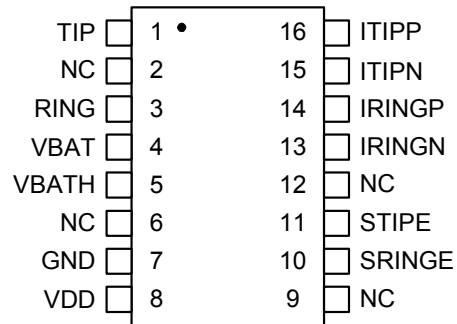 TIP 1 16 ITIPP
NC 2 15 ITIPN
RING 3 14 IRINGP
VBAT 4 13 IRINGN
VBATH 5 12 NC
NC 6 11 STIPE
GND 7 10 SRINGE
VDD 8 9 NC